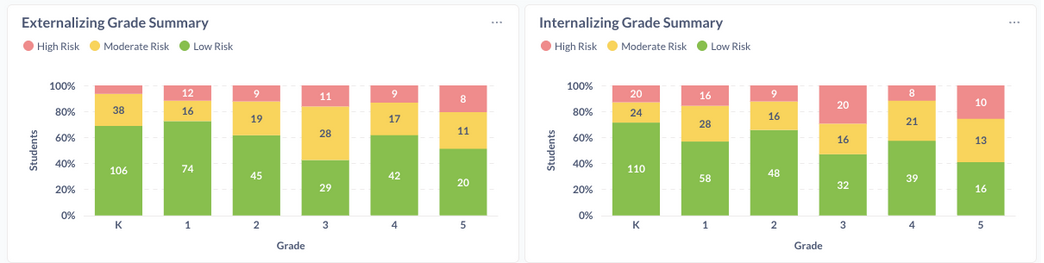 Externalizing Grade Summary
...
High Risk Moderate Risk Low Risk
Students
100%
80%
60%
40%
20%
0%
38 106
12 16 74
9 19 45
11 28 29
9 17 42
8 11 20
K 1 2 3 4 5
Grade
Internalizing Grade Summary
...
High Risk Moderate Risk Low Risk
Students
100%
80%
60%
40%
20%
0%
20 24 110
16 28 58
9 16 48
20 16 32
8 21 39
10 13 16
K 1 2 3 4 5
Grade